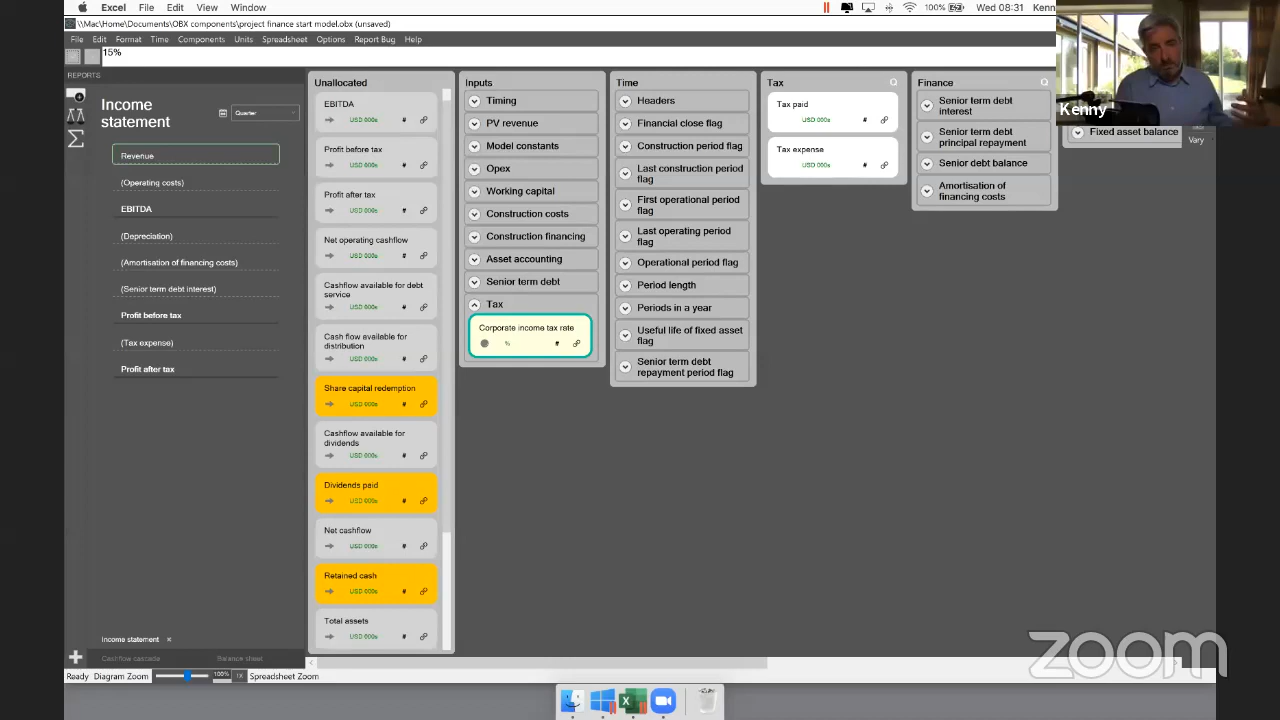 Excel File Edit View Window
100%
Wed 08:31 Kenn
\\Mac\Home\Documents\OBX components\project finance start model.obx (unsaved)
File Edit Format Time Components Units Spreadsheet Options Report Bug Help
15%
REPORTS
Income statement
Quarter
Revenue
(Operating costs)
EBITDA
(Depreciation)
(Amortisation of financing costs)
(Senior term debt interest)
Profit before tax
(Tax expense)
Profit after tax
Income statement ×
Cashflow cascade Balance sheet
Unallocated
EBITDA
USD 000s #
Profit before tax
USD 000s #
Profit after tax
USD 000s #
Net operating cashflow
USD 000s #
Cashflow available for debt
service
USD 000s #
Cash flow available for
distribution
USD 000s #
Share capital redemption
USD 000s #
Cashflow available for
dividends
USD 000s #
Dividends paid
USD 000s #
Net cashflow
USD 000s #
Retained cash
USD 000s #
Total assets
USD 000s #
Inputs
Timing
PV revenue
Model constants
Opex
Working capital
Construction costs
Construction financing
Asset accounting
Senior term debt
Tax
Corporate income tax rate
% #
Time
Headers
Financial close flag
Construction period flag
Last construction period
flag
First operational period
flag
Last operating period
flag
Operational period flag
Period length
Periods in a year
Useful life of fixed asset
flag
Senior term debt
repayment period flag
Tax
Tax paid
USD 000s #
Tax expense
USD 000s #
Finance
Senior term debt
interest
Senior term debt
principal repayment
Senior debt balance
Amortisation of
financing costs
Fixed asset balance
Vary
Kenny
Ready Diagram Zoom 100% 1X Spreadsheet Zoom
zoom